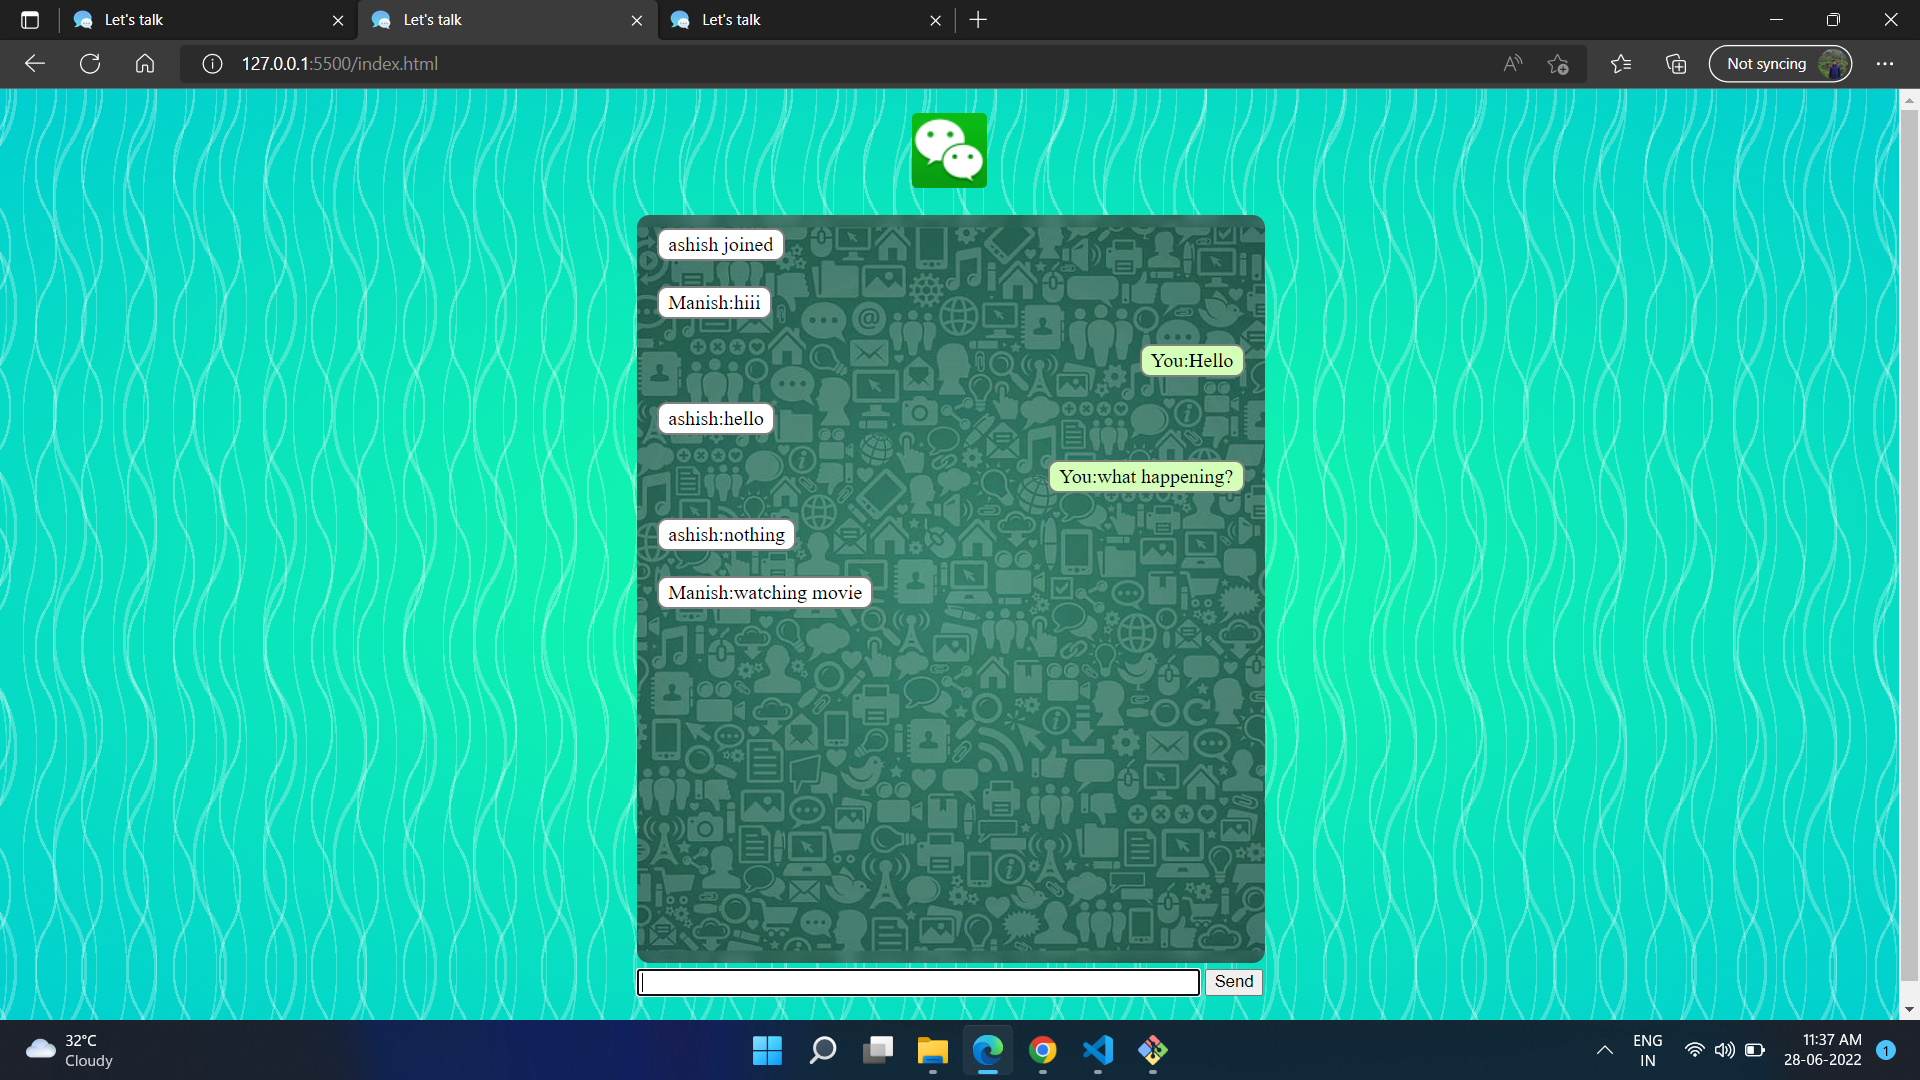 Let's talk
Let's talk
Let's talk
127.0.0.1:5500/index.html
Not syncing
ashish joined
Manish:hiii
You:Hello
ashish:hello
You:what happening?
ashish:nothing
Manish:watching movie
Send
32°C
Cloudy
ENG
IN
11:37 AM
28-06-2022
1